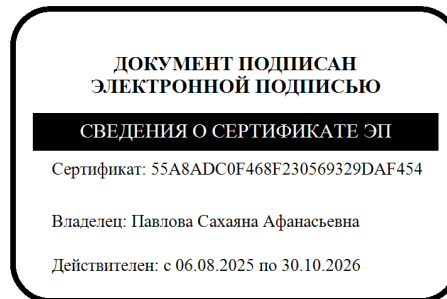 ДОКУМЕНТ ПОДПИСАН
ЭЛЕКТРОННОЙ ПОДПИСЬЮ
СВЕДЕНИЯ О СЕРТИФИКАТЕ ЭП
Сертификат: 55A8ADC0F468F230569329DAF454
Владелец: Павлова Сахаяна Афанасьевна
Действителен: с 06.08.2025 по 30.10.2026